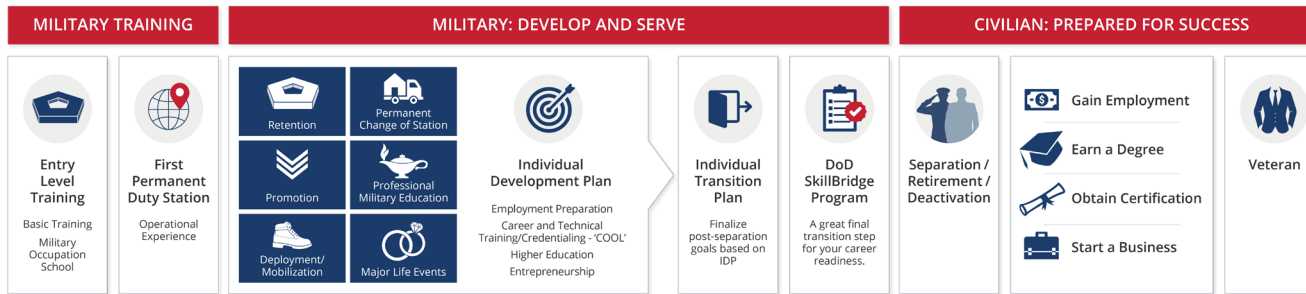 MILITARY TRAINING
MILITARY: DEVELOP AND SERVE
CIVILIAN: PREPARED FOR SUCCESS
Entry
Level
Training
Basic Training
Military
Occupation
School
First
Permanent
Duty Station
Operational
Experience
Retention
Permanent
Change of Station
Promotion
Professional
Military Education
Deployment/
Mobilization
Major Life Events
Individual
Development Plan
Employment Preparation
Career and Technical
Training/Credentialing - ‘COOL’
Higher Education
Entrepreneurship
Individual
Transition
Plan
Finalize
post-separation
goals based on
IDP
DoD
SkillBridge
Program
A great final
transition step
for your career
readiness.
Separation /
Retirement /
Deactivation
Gain Employment
Earn a Degree
Obtain Certification
Start a Business
Veteran